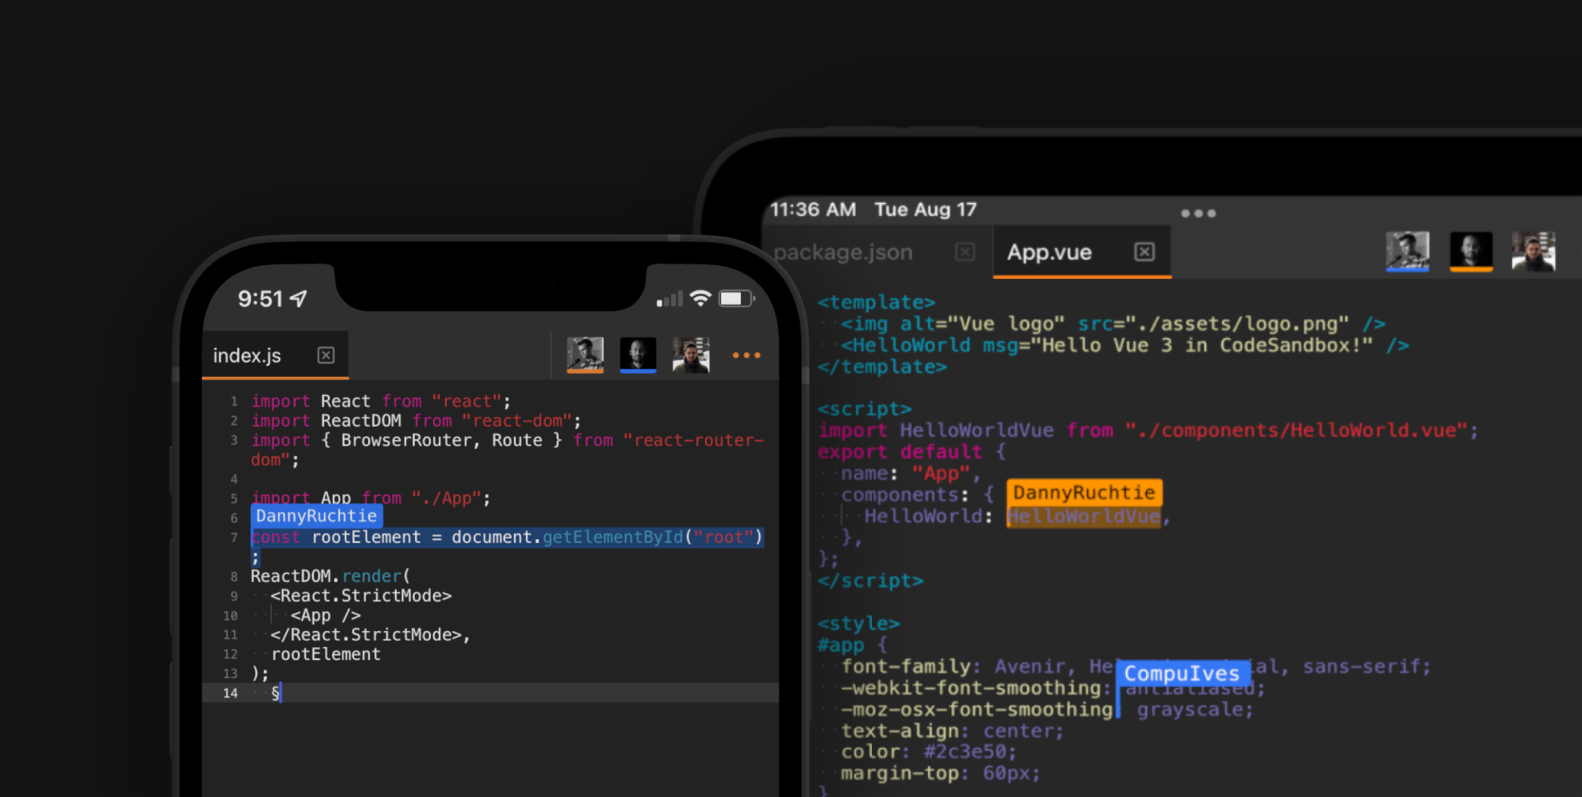 9:51
index.js
1 import React from "react";
2 import ReactDOM from "react-dom";
3 import { BrowserRouter, Route } from "react-router-
dom";
4
5 import App from "./App";
6 DannyRuchtie
7 const rootElement = document.getElementById("root")
;
8 ReactDOM.render(
9 <React.StrictMode>
10 <App />
11 </React.StrictMode>,
12 rootElement
13 );
14 §
11:36 AM Tue Aug 17
package.json
App.vue
<template>
<img alt="Vue logo" src="./assets/logo.png" />
<HelloWorld msg="Hello Vue 3 in CodeSandbox!" />
</template>
<script>
import HelloWorldVue from "./components/HelloWorld.vue";
export default {
name: "App",
components: { DannyRuchtie
HelloWorld: HelloWorldVue,
},
};
</script>
<style>
#app {
font-family: Avenir, He ial, sans-serif;
CompuIves
-webkit-font-smoothing: antialiased;
-moz-osx-font-smoothing: grayscale;
text-align: center;
color: #2c3e50;
margin-top: 60px;
}